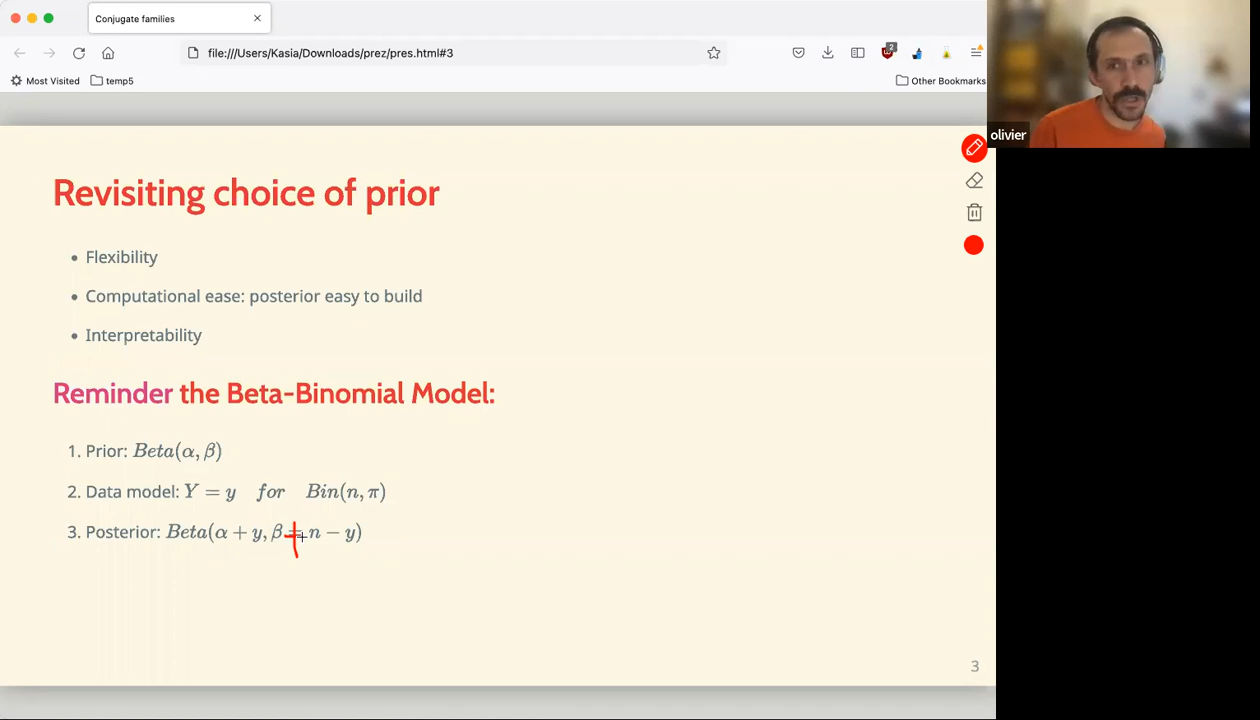 Conjugate families
file:///Users/Kasia/Downloads/prez/pres.html#3
2
Most Visited
temp5
Other Bookmarks
olivier
Revisiting choice of prior
• Flexibility
• Computational ease: posterior easy to build
• Interpretability
Reminder the Beta-Binomial Model:
1. Prior: Beta(α, β)
2. Data model: Y = y for Bin(n, π)
3. Posterior: Beta(α + y, β + n − y)
3